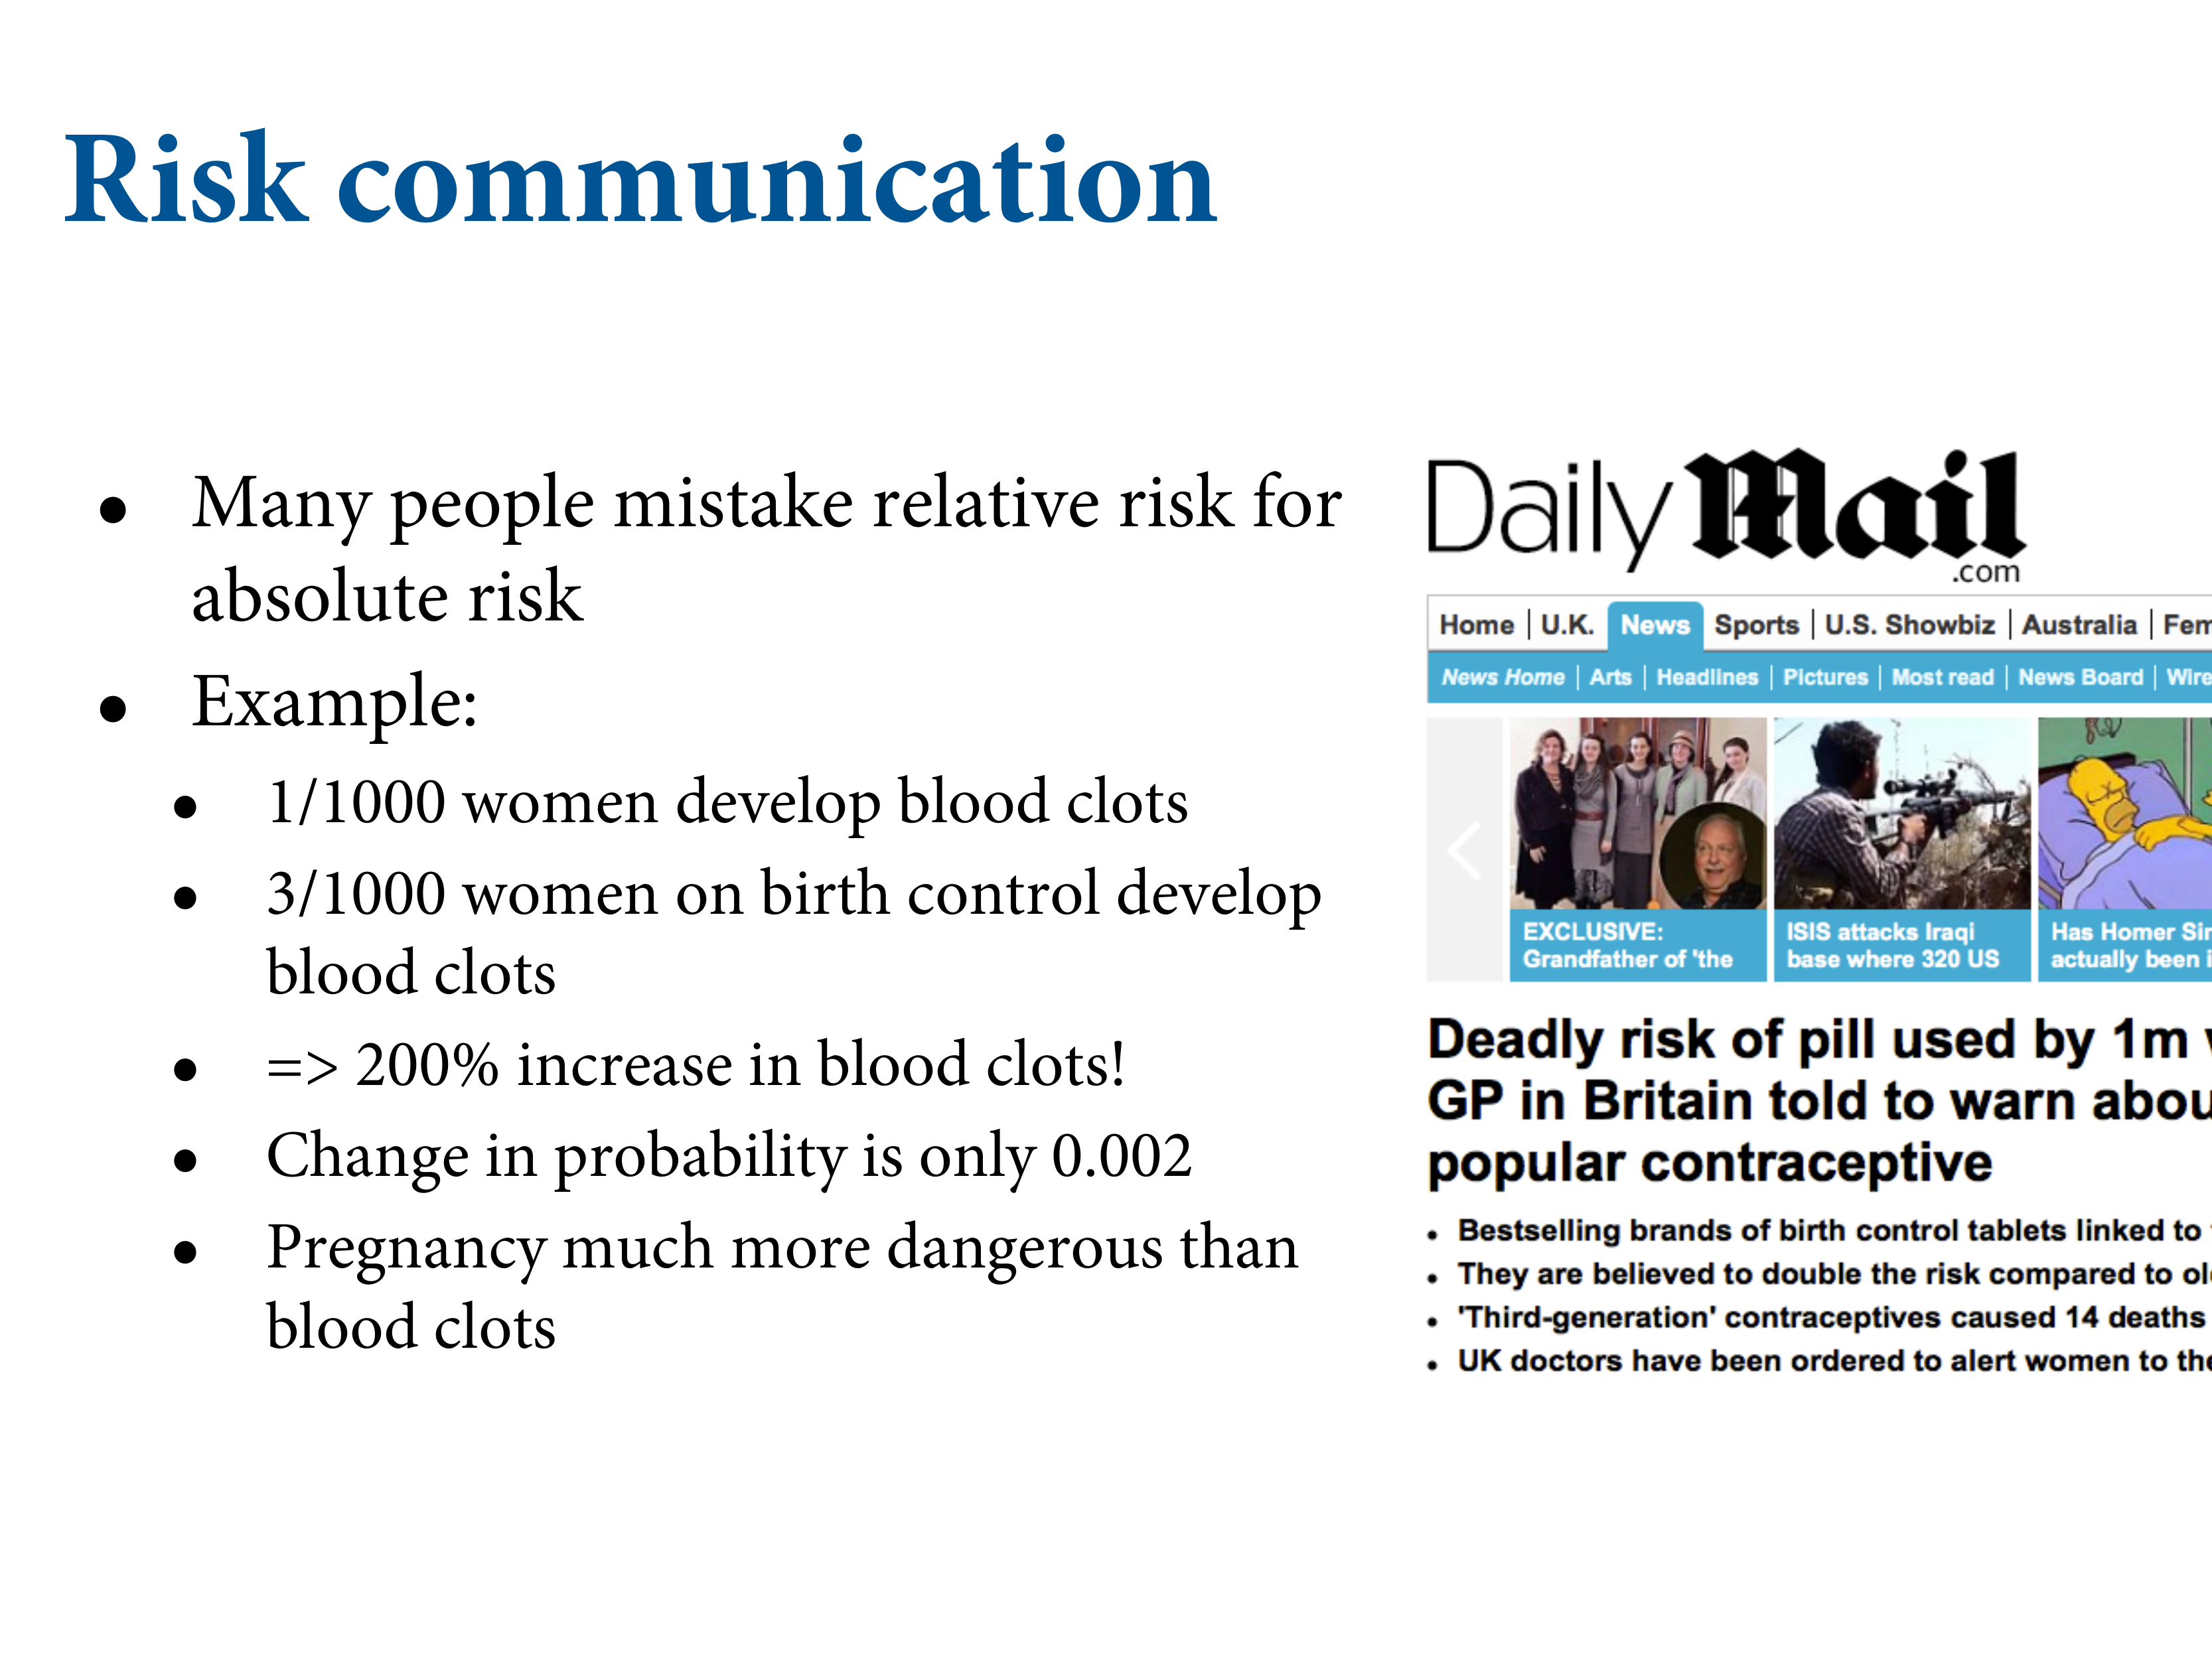 Risk communication
• Many people mistake relative risk for
absolute risk
• Example:
• 1/1000 women develop blood clots
• 3/1000 women on birth control develop
blood clots
• => 200% increase in blood clots!
• Change in probability is only 0.002
• Pregnancy much more dangerous than
blood clots
Daily Mail
.com
Home | U.K. News Sports | U.S. Showbiz | Australia | Fem
News Home | Arts | Headlines | Pictures | Most read | News Board | Wire
EXCLUSIVE:
Grandfather of 'the
ISIS attacks Iraqi
base where 320 US
Has Homer Sim
actually been i
Deadly risk of pill used by 1m
GP in Britain told to warn abou
popular contraceptive
• Bestselling brands of birth control tablets linked to
• They are believed to double the risk compared to ol
• 'Third-generation' contraceptives caused 14 deaths
• UK doctors have been ordered to alert women to the